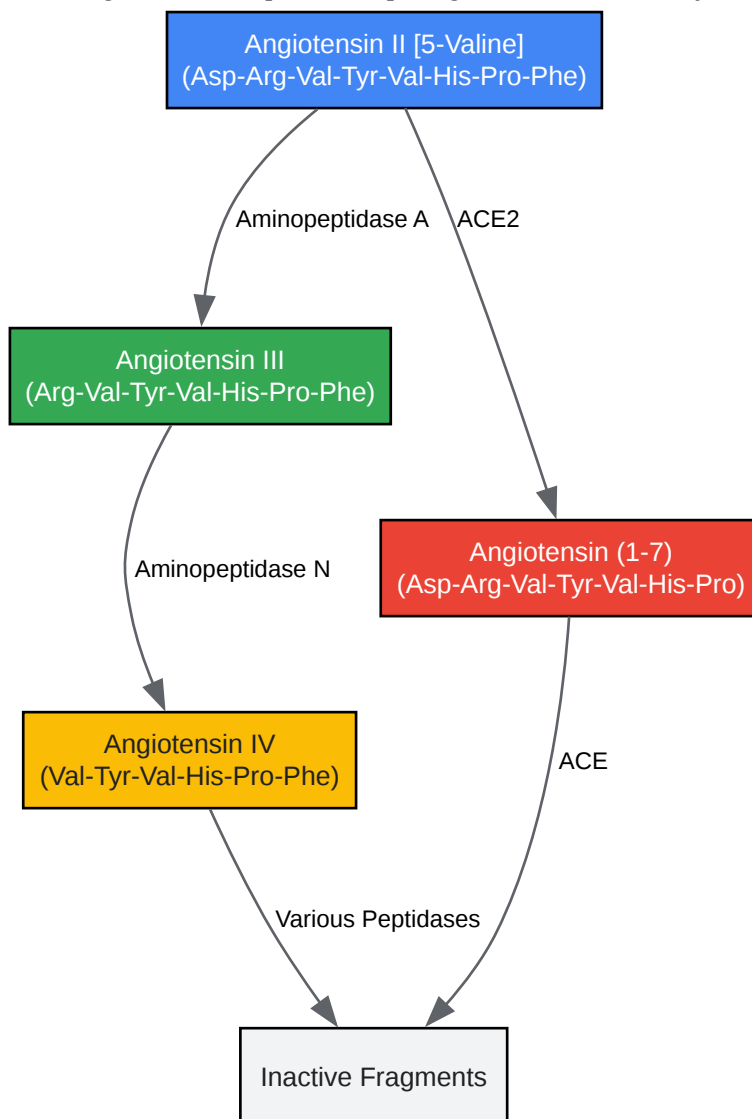 Angiotensin II [5-Valine]
(Asp-Arg-Val-Tyr-Val-His-Pro-Phe)
Aminopeptidase A
ACE2
Angiotensin III
(Arg-Val-Tyr-Val-His-Pro-Phe)
Aminopeptidase N
Angiotensin (1-7)
(Asp-Arg-Val-Tyr-Val-His-Pro)
Angiotensin IV
(Val-Tyr-Val-His-Pro-Phe)
ACE
Various Peptidases
Inactive Fragments